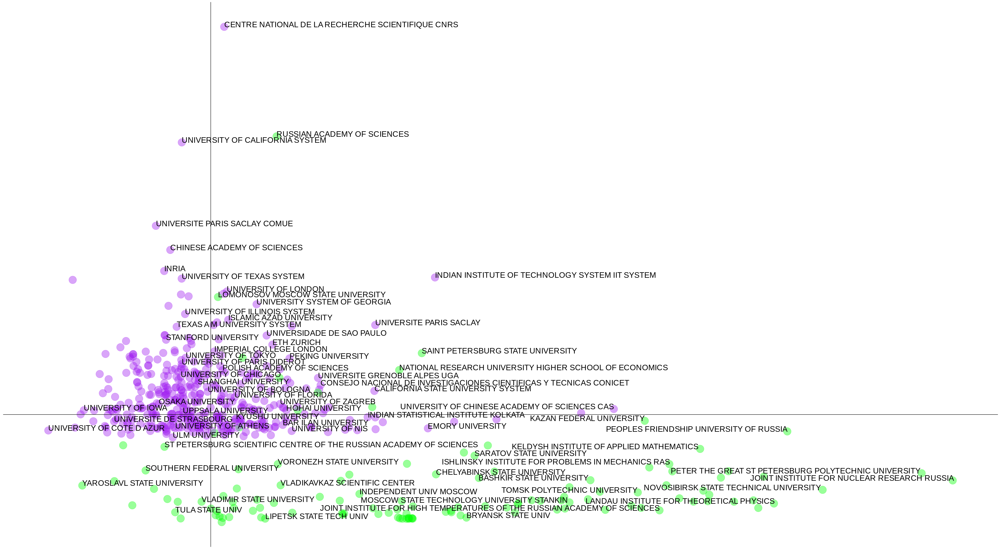 CENTRE NATIONAL DE LA RECHERCHE SCIENTIFIQUE CNRS
RUSSIAN ACADEMY OF SCIENCES
UNIVERSITY OF CALIFORNIA SYSTEM
UNIVERSITE PARIS SACLAY COMUE
CHINESE ACADEMY OF SCIENCES
INRIA
UNIVERSITY OF TEXAS SYSTEM
INDIAN INSTITUTE OF TECHNOLOGY SYSTEM IIT SYSTEM
UNIVERSITY OF LONDON
LOMONOSOV MOSCOW STATE UNIVERSITY
UNIVERSITY SYSTEM OF GEORGIA
UNIVERSITY OF ILLINOIS SYSTEM
ISLAMIC AZAD UNIVERSITY
TEXAS A M UNIVERSITY SYSTEM
UNIVERSITE PARIS SACLAY
UNIVERSIDADE DE SAO PAULO
STANFORD UNIVERSITY
ETH ZURICH
IMPERIAL COLLEGE LONDON
SAINT PETERSBURG STATE UNIVERSITY
UNIVERSITY OF TOKYO
PEKING UNIVERSITY
UNIVERSITY OF PARIS DIDEROT
POLISH ACADEMY OF SCIENCES
NATIONAL RESEARCH UNIVERSITY HIGHER SCHOOL OF ECONOMICS
UNIVERSITY OF CHICAGO
UNIVERSITE GRENOBLE ALPES UGA
SHANGHAI UNIVERSITY
CONSEJO NACIONAL DE INVESTIGACIONES CIENTIFICAS Y TECNICAS CONICET
UNIVERSITY OF BOLOGNA
CALIFORNIA STATE UNIVERSITY SYSTEM
UNIVERSITY OF FLORIDA
OSAKA UNIVERSITY
UNIVERSITY OF ZAGREB
UNIVERSITY OF IOWA
HOHAI UNIVERSITY
UNIVERSITY OF CHINESE ACADEMY OF SCIENCES CAS
UPPSALA UNIVERSITY
KYUSHU UNIVERSITY
INDIAN STATISTICAL INSTITUTE KOLKATA
UNIVERSITE DE STRASBOURG
KAZAN FEDERAL UNIVERSITY
BAR ILAN UNIVERSITY
UNIVERSITY OF COTE D AZUR
UNIVERSITY OF ATHENS
UNIVERSITY OF NIS
EMORY UNIVERSITY
PEOPLES FRIENDSHIP UNIVERSITY OF RUSSIA
ULM UNIVERSITY
ST PETERSBURG SCIENTIFIC CENTRE OF THE RUSSIAN ACADEMY OF SCIENCES
KELDYSH INSTITUTE OF APPLIED MATHEMATICS
SARATOV STATE UNIVERSITY
VORONEZH STATE UNIVERSITY
ISHLINSKY INSTITUTE FOR PROBLEMS IN MECHANICS RAS
SOUTHERN FEDERAL UNIVERSITY
CHELYABINSK STATE UNIVERSITY
PETER THE GREAT ST PETERSBURG POLYTECHNIC UNIVERSITY
BASHKIR STATE UNIVERSITY
JOINT INSTITUTE FOR NUCLEAR RESEARCH RUSSIA
YAROSLAVL STATE UNIVERSITY
VLADIKAVKAZ SCIENTIFIC CENTER
NOVOSIBIRSK STATE TECHNICAL UNIVERSITY
TOMSK POLYTECHNIC UNIVERSITY
INDEPENDENT UNIV MOSCOW
VLADIMIR STATE UNIVERSITY
MOSCOW STATE TECHNOLOGY UNIVERSITY STANKIN
LANDAU INSTITUTE FOR THEORETICAL PHYSICS
TULA STATE UNIV
JOINT INSTITUTE FOR HIGH TEMPERATURES OF THE RUSSIAN ACADEMY OF SCIENCES
LIPETSK STATE TECH UNIV
BRYANSK STATE UNIV